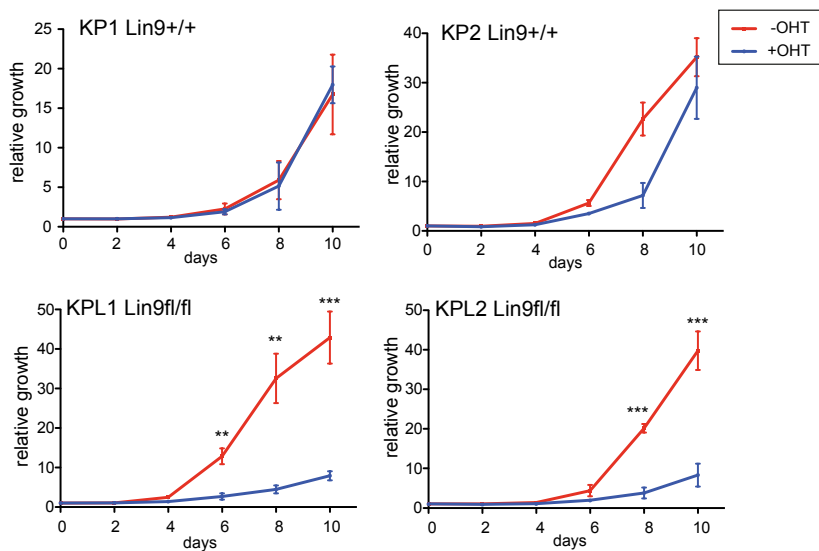 KP1 Lin9+/+
relative growth
25
20
15
10
5
0
0 2 4 6 8 10
days
KP2 Lin9+/+
relative growth
40
30
20
10
0
0 2 4 6 8 10
days
-OHT
+OHT
KPL1 Lin9fl/fl
relative growth
50
40
30
20
10
0
** ** ***
0 2 4 6 8 10
days
KPL2 Lin9fl/fl
relative growth
50
40
30
20
10
0
*** ***
0 2 4 6 8 10
days